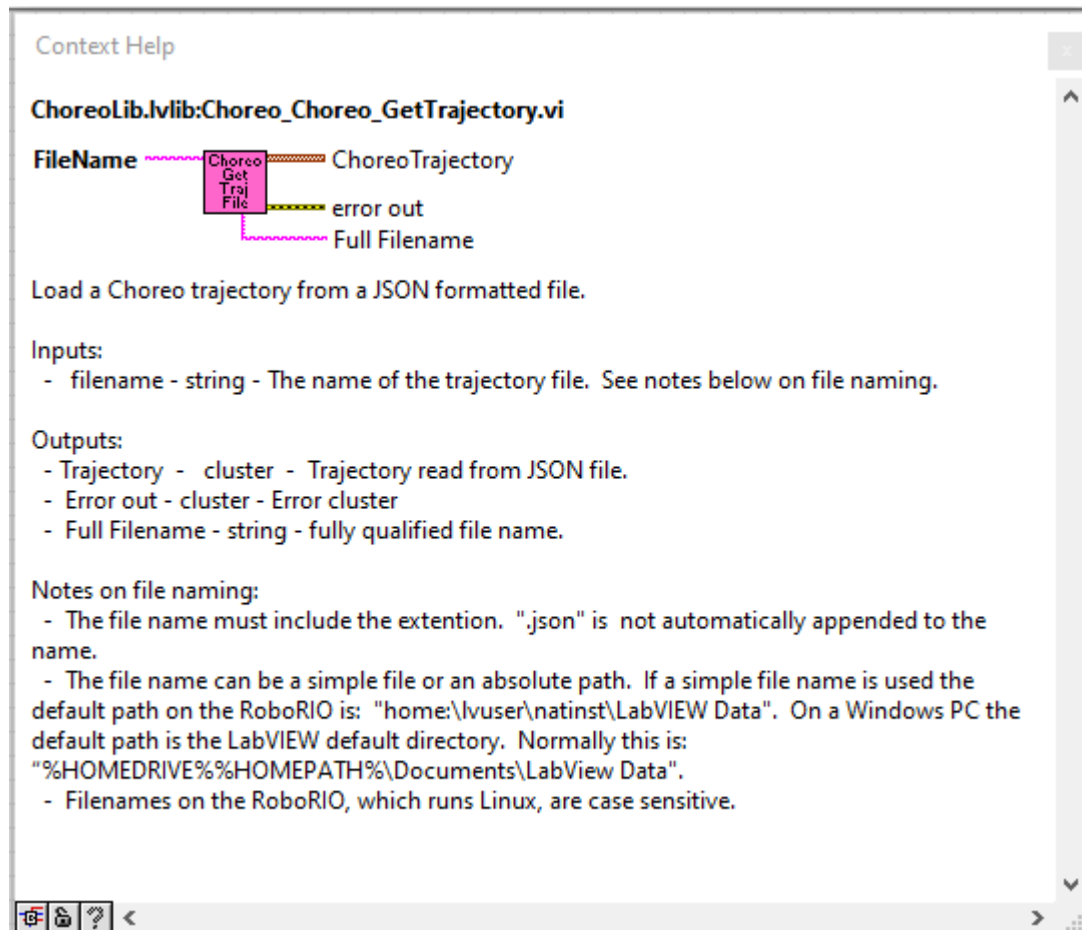 Context Help
x
ChoreoLib.lvlib:Choreo_Choreo_GetTrajectory.vi
FileName
Choreo
Get
Traj
File
ChoreoTrajectory
error out
Full Filename
Load a Choreo trajectory from a JSON formatted file.
Inputs:
-   filename - string - The name of the trajectory file.  See notes below on file naming.
Outputs:
- Trajectory  -   cluster  -  Trajectory read from JSON file.
-  Error out - cluster - Error cluster
-  Full Filename - string - fully qualified file name.
Notes on file naming:
-  The file name must include the extention.  ".json" is  not automatically appended to the
name.
-  The file name can be a simple file or an absolute path.  If a simple file name is used the
default path on the RoboRIO is:  "home:\lvuser\natinst\LabVIEW Data".  On a Windows PC the
default path is the LabVIEW default directory.  Normally this is:
"%HOMEDRIVE%%HOMEPATH%\Documents\LabView Data".
-  Filenames on the RoboRIO, which runs Linux, are case sensitive.
?